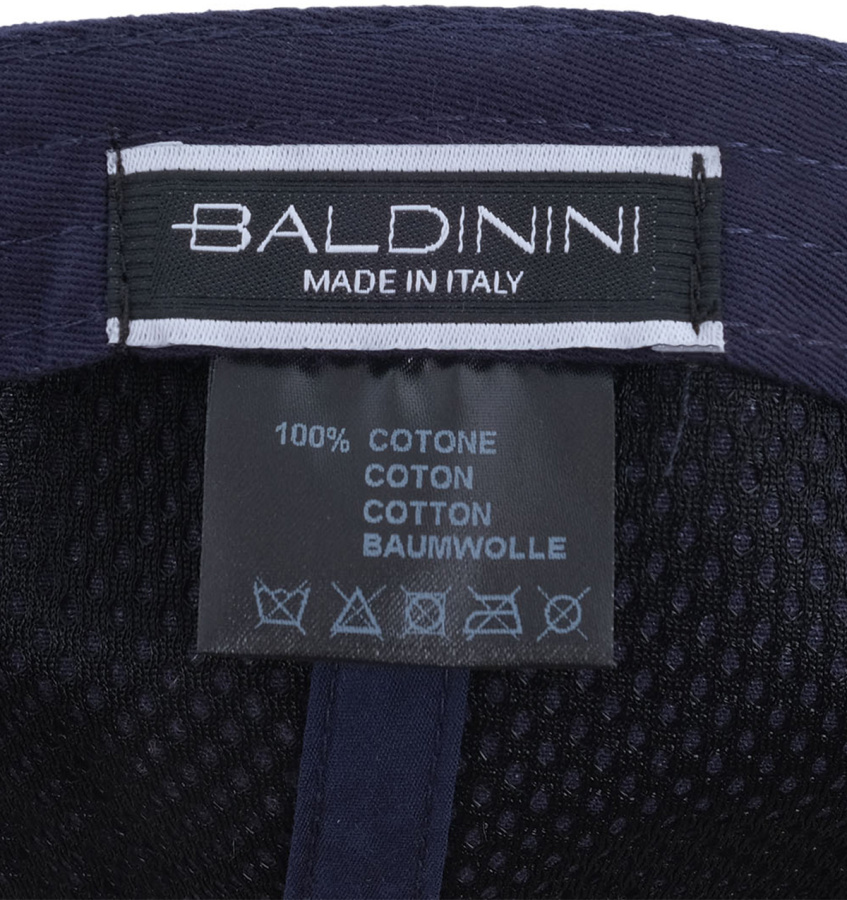 BALDININI
MADE IN ITALY
100% COTONE
COTON
COTTON
BAUMWOLLE